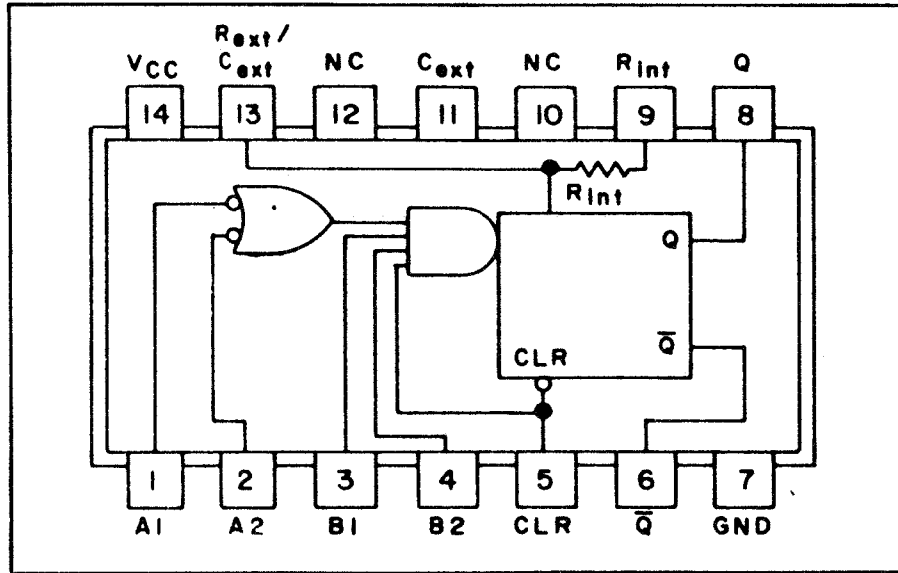 Rext/
VCC Cext NC Cext NC Rint Q
14 13 12 11 10 9 8
Rint
Q
Q̅
CLR
1 2 3 4 5 6 7
A1 A2 B1 B2 CLR Q̅ GND